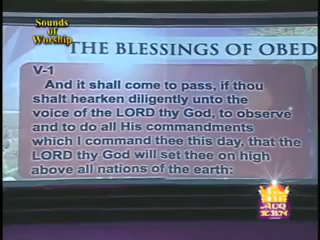 Sounds
of
Worship
THE BLESSINGS OF OBED
V-1
And it shall come to pass, if thou
shalt hearken diligently unto the
voice of the LORD thy God, to observe
and to do all His commandments
which I command thee this day, that the
LORD thy God will set thee on high
above all nations of the earth:
ACQ
KBN